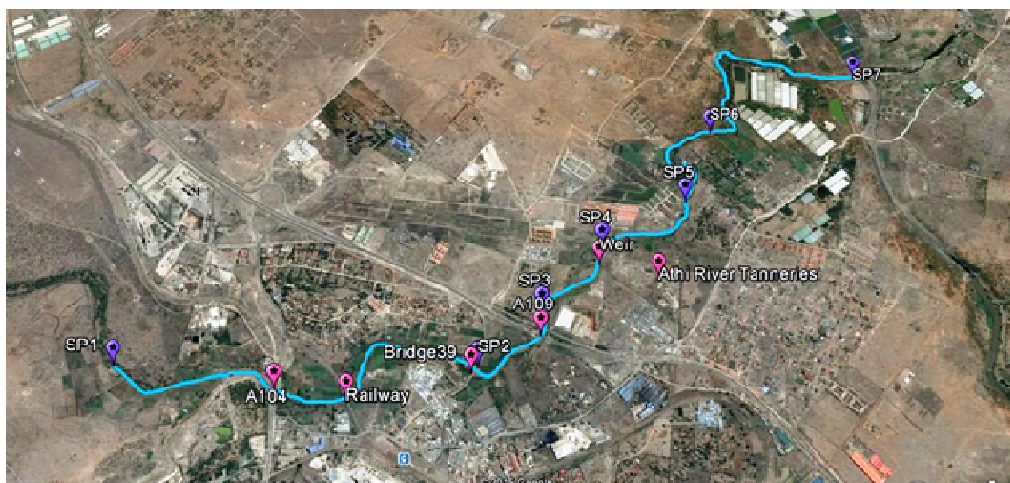 SP7
SP6
SP5
SP4
Weir
Athi River Tanneries
SP3
A109
SP1
Bridge39
SP2
A104
Railway